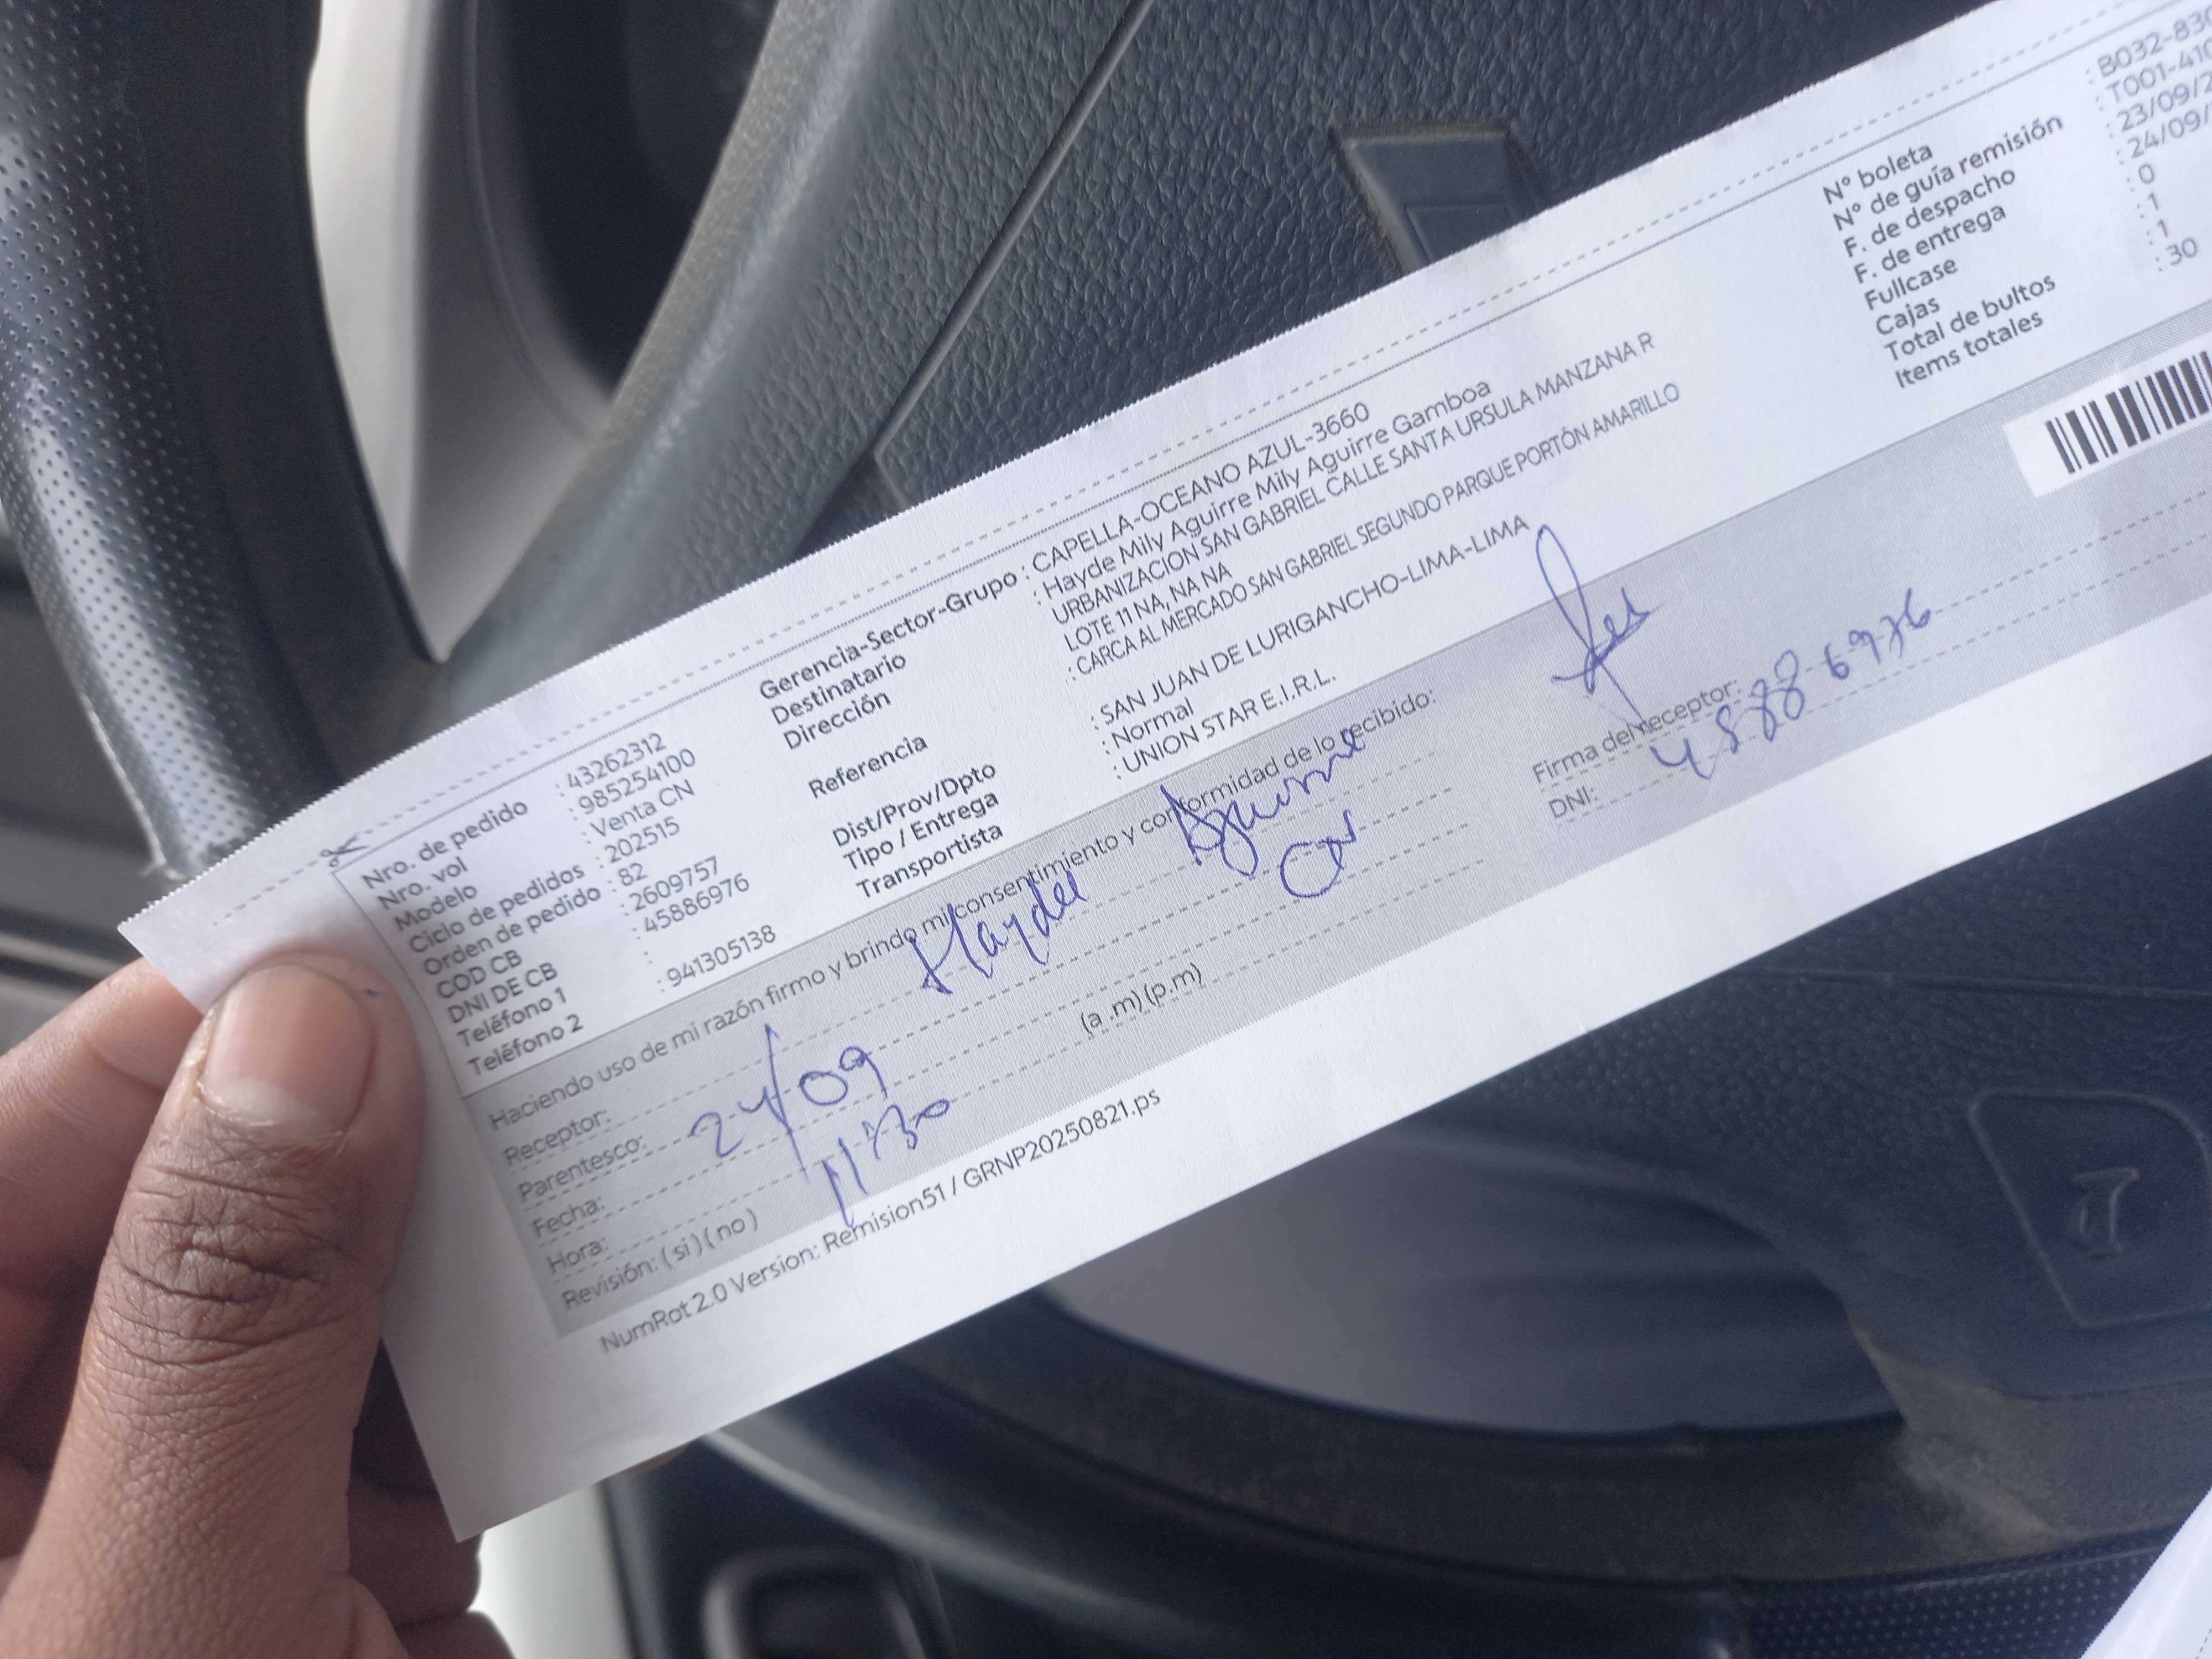 Nro. de pedido : 43262312
Nro. vol : 985254100
Modelo : Venta CN
Ciclo de pedidos : 202515
Orden de pedido : 82
COD CB : 2609757
DNI DE CB : 45886976
Teléfono 1 :
Teléfono 2 : 941305138
Gerencia-Sector-Grupo : CAPELLA-OCEANO AZUL-3660
Destinatario : Hayde Mily Aguirre Mily Aguirre Gamboa
Dirección URBANIZACION SAN GABRIEL CALLE SANTA URSULA MANZANA R
LOTE 11 NA, NA NA
Referencia : CARCA AL MERCADO SAN GABRIEL SEGUNDO PARQUE PORTÓN AMARILLO
Dist/Prov/Dpto : SAN JUAN DE LURIGANCHO-LIMA-LIMA
Tipo / Entrega : Normal
Transportista : UNION STAR E.I.R.L.
N° boleta : B032-830
N° de guía remisión : T001-410
F. de despacho : 23/09/2
F. de entrega : 24/09/
Fullcase : 0
Cajas : 1
Total de bultos : 1
Items totales : 30
Haciendo uso de mi razón firmo y brindo mi consentimiento y conformidad de lo recibido:
Receptor: Haydee Aguirre
Parentesco:
Fecha: 24/09
Hora: 11:30 (a .m) (p.m)
Revisión: ( si ) ( no )
Firma del receptor:
DNI: 45886976
NumRot 2.0 Version: Remision51 / GRNP20250821.ps